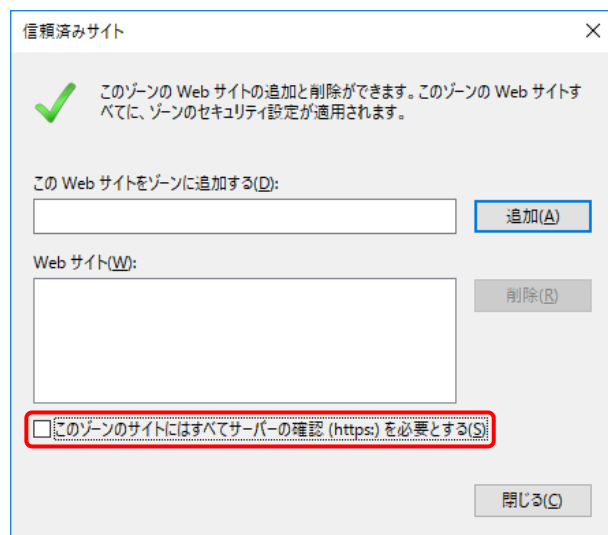 信頼済みサイト
このゾーンの Web サイトの追加と削除ができます。このゾーンの Web サイトす
べてに、ゾーンのセキュリティ設定が適用されます。
この Web サイトをゾーンに追加する(D):
追加(A)
Web サイト(W):
削除(R)
このゾーンのサイトにはすべてサーバーの確認 (https:) を必要とする(S)
閉じる(C)